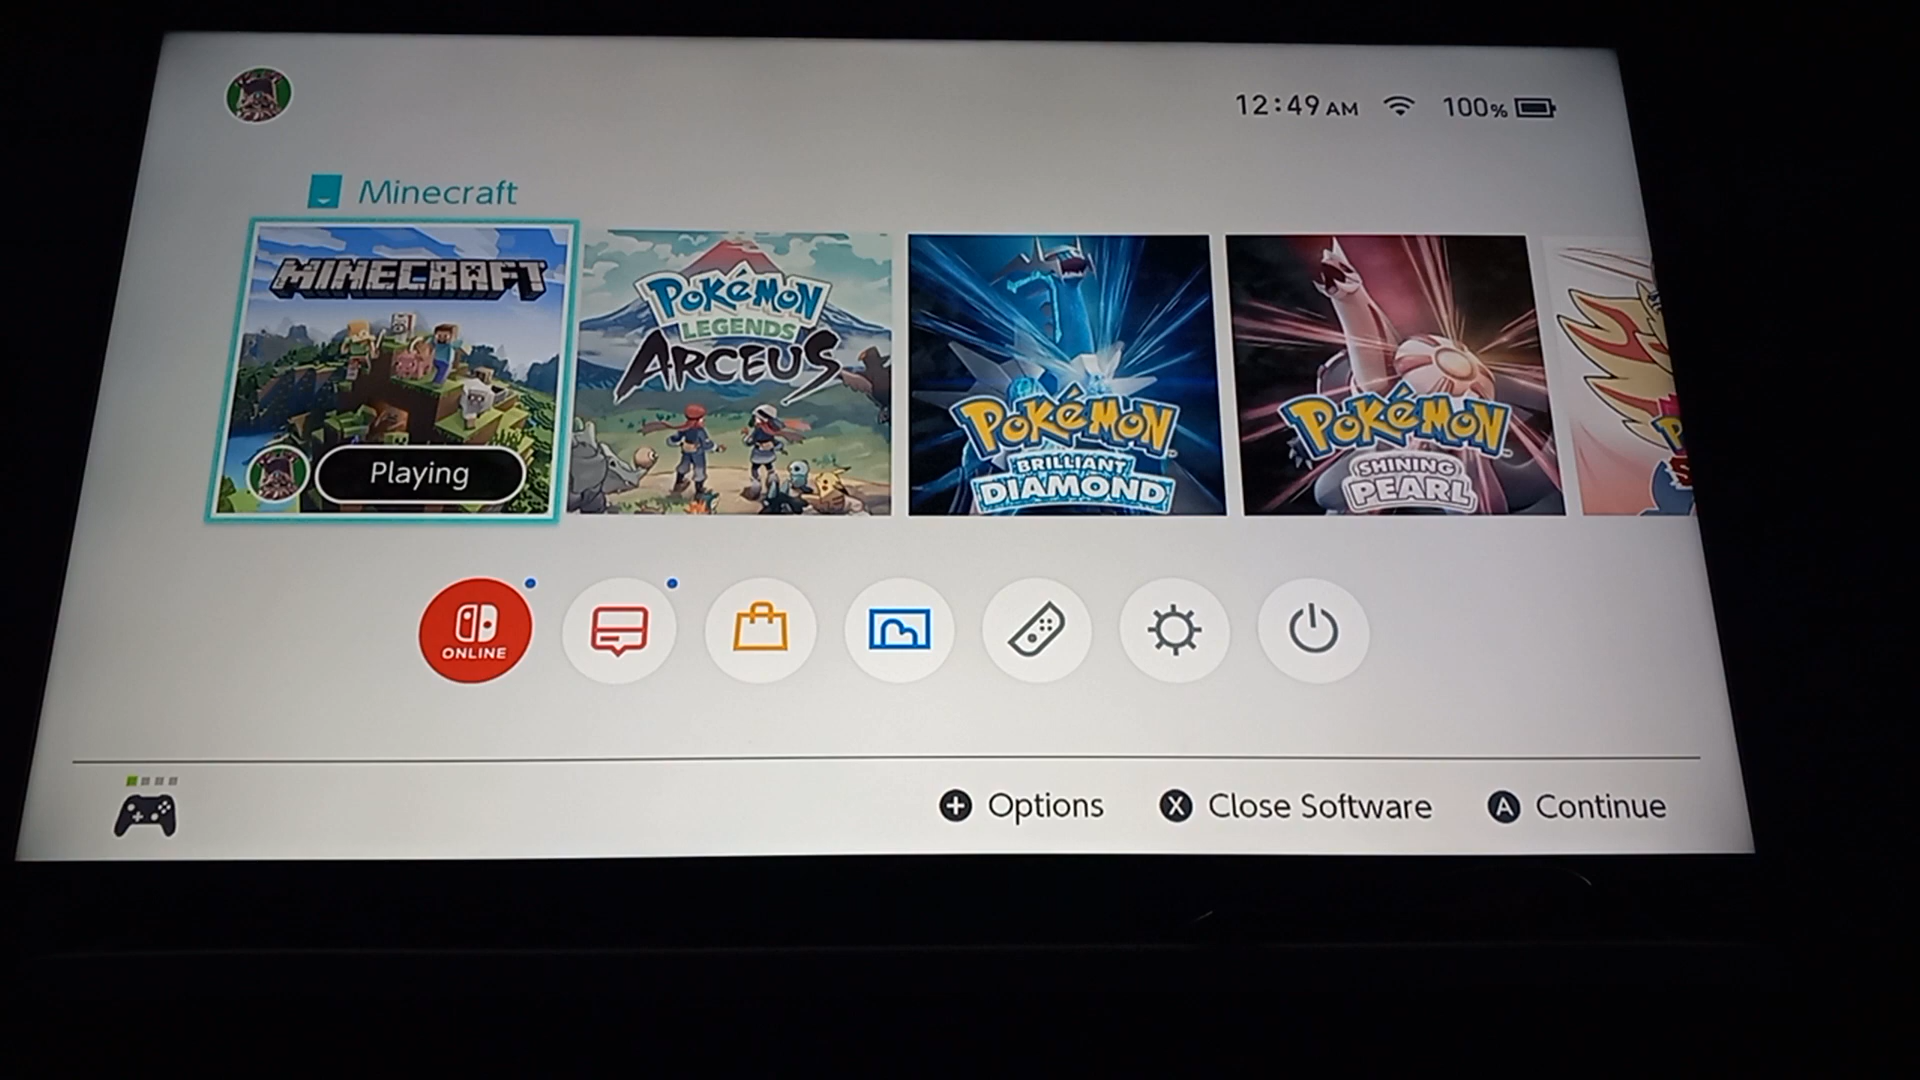 12:49 AM 100%
Minecraft
MINECRAFT
Playing
POKÉMON
LEGENDS
ARCEUS
POKÉMON
BRILLIANT
DIAMOND
POKÉMON
SHINING
PEARL
ONLINE
+ Options X Close Software A Continue